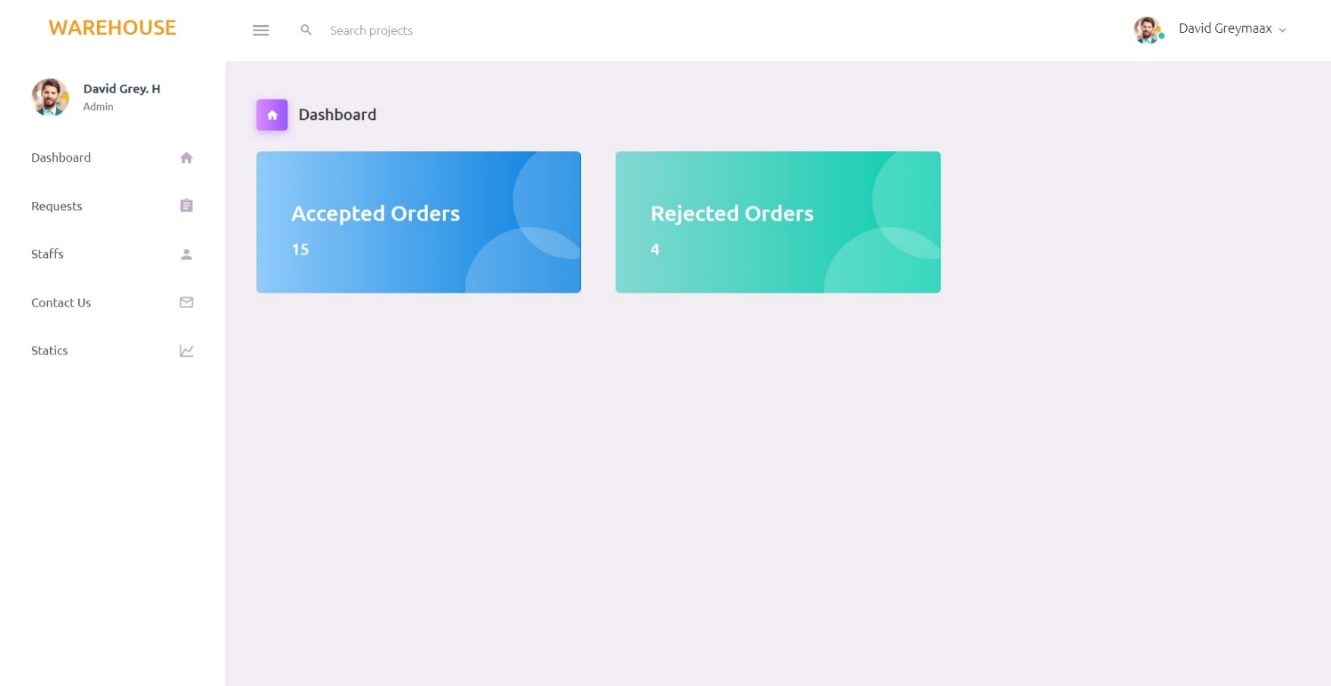 WAREHOUSE
Search projects
David Greymaax
David Grey. H
Admin
Dashboard
Requests
Staffs
Contact Us
Statics
Dashboard
Accepted Orders
15
Rejected Orders
4